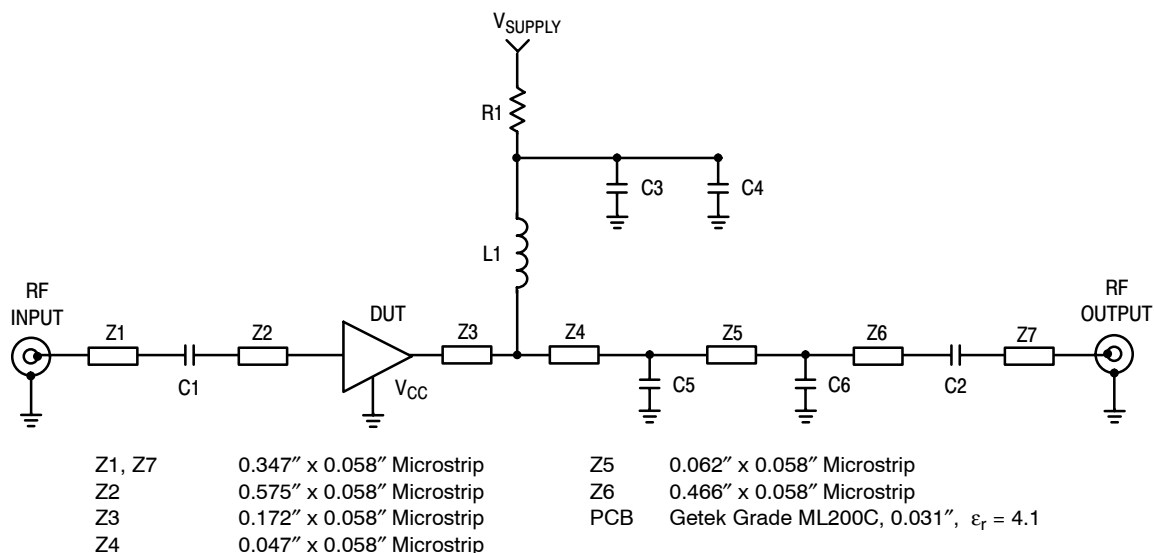 V_SUPPLY
R1
C3
C4
L1
RF
INPUT
Z1
C1
Z2
DUT
V_CC
Z3
Z4
C5
Z5
C6
Z6
C2
Z7
RF
OUTPUT
Z1, Z7 0.347″ x 0.058″ Microstrip
Z2 0.575″ x 0.058″ Microstrip
Z3 0.172″ x 0.058″ Microstrip
Z4 0.047″ x 0.058″ Microstrip
Z5 0.062″ x 0.058″ Microstrip
Z6 0.466″ x 0.058″ Microstrip
PCB Getek Grade ML200C, 0.031″, ε_r = 4.1